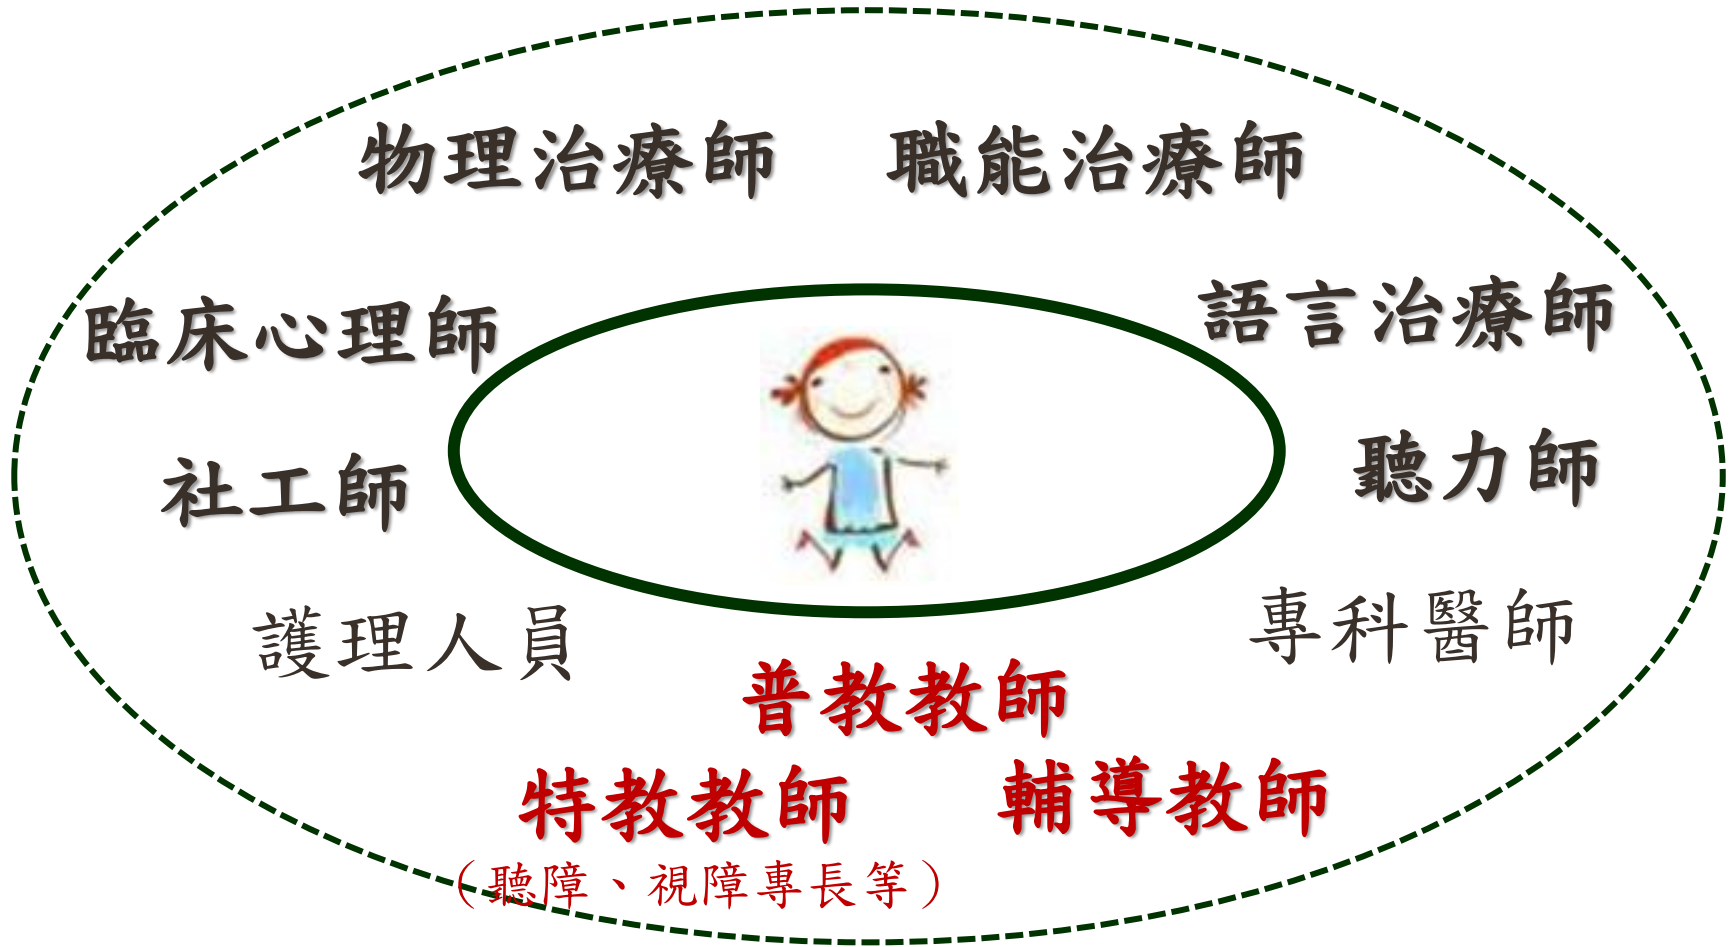 物理治療師 職能治療師
臨床心理師 語言治療師
社工師 聽力師
護理人員 專科醫師
普教教師
特教教師 輔導教師
（聽障、視障專長等）